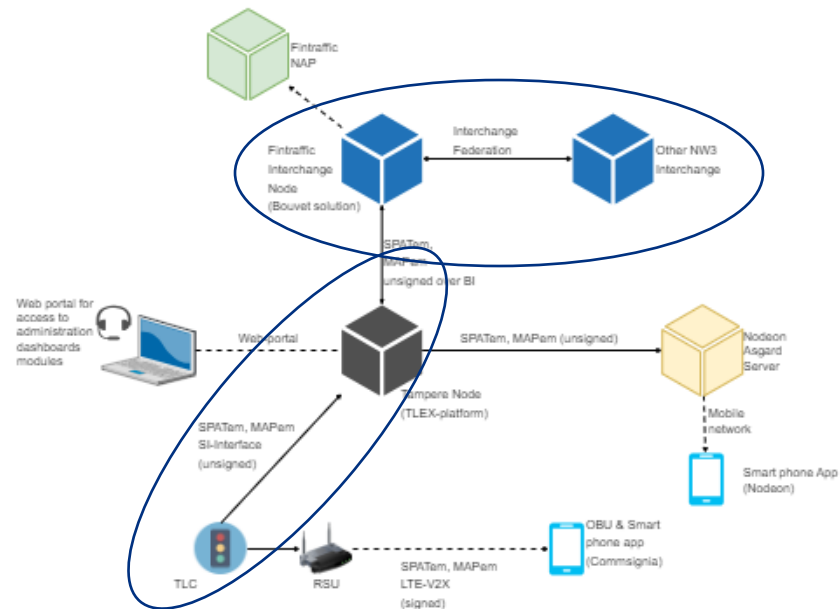 Fintraffic
NAP
Fintraffic
Interchange
Node
(Bouvet solution)
Interchange
Federation
Other NW3
Interchange
SPATem,
MAPem
unsigned over BI
Web portal for
access to
administration
dashboards
modules
Web-portal
Tampere Node
(TLEX-platform)
SPATem, MAPem (unsigned)
Nodeon
Asgard
Server
Mobile
network
Smart phone App
(Nodeon)
SPATem, MAPem
SI-Interface
(unsigned)
TLC
RSU
SPATem, MAPem
LTE-V2X
(signed)
OBU & Smart
phone app
(Commsignia)